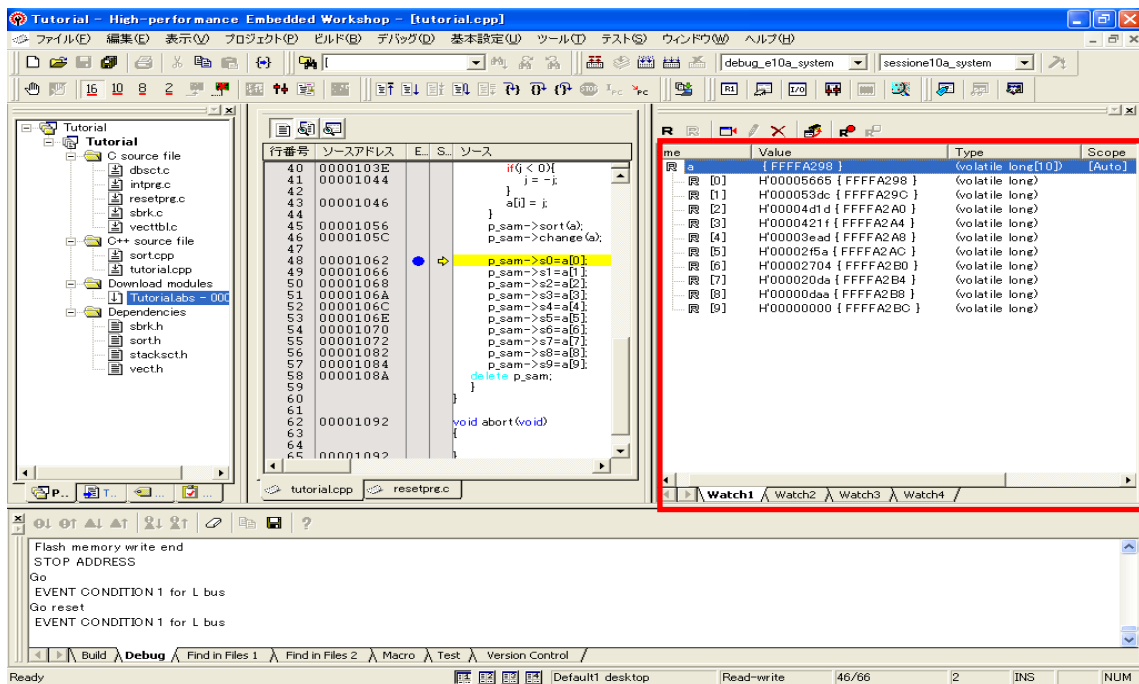 Tutorial - High-performance Embedded Workshop - [tutorial.cpp]
ファイル(F) 編集(E) 表示(V) プロジェクト(P) ビルド(B) デバッグ(D) 基本設定(U) ツール(T) テスト(S) ウィンドウ(W) ヘルプ(H)
debug_e10a_system sessione10a_system
16 10 8 2
Tutorial
Tutorial
C source file
dbsct.c
intprg.c
resetprg.c
sbrk.c
vecttbl.c
C++ source file
sort.cpp
tutorial.cpp
Download modules
Tutorial.abs - 000
Dependencies
sbrk.h
sort.h
stacksct.h
vect.h
P.. T.. ... ...
行番号 ソースアドレス E.. S.. ソース
40 0000103E if(j < 0){
41 00001044 j = -j;
42 }
43 00001046 a[i] = j;
44 }
45 00001056 p_sam->sort(a);
46 0000105C p_sam->change(a);
47
48 00001062 p_sam->s0=a[0];
49 00001066 p_sam->s1=a[1];
50 00001068 p_sam->s2=a[2];
51 0000106A p_sam->s3=a[3];
52 0000106C p_sam->s4=a[4];
53 0000106E p_sam->s5=a[5];
54 00001070 p_sam->s6=a[6];
55 00001072 p_sam->s7=a[7];
56 00001082 p_sam->s8=a[8];
57 00001084 p_sam->s9=a[9];
58 0000108A delete p_sam;
59 }
60 }
61
62 00001092 void abort(void)
63 {
64
65 00001092 }
tutorial.cpp resetprg.c
me Value Type Scope
R a { FFFFA298 } (volatile long[10]) [Auto]
R [0] H'00005665 { FFFFA298 } (volatile long)
R [1] H'000053dc { FFFFA29C } (volatile long)
R [2] H'00004d1d { FFFFA2A0 } (volatile long)
R [3] H'0000421f { FFFFA2A4 } (volatile long)
R [4] H'00003ead { FFFFA2A8 } (volatile long)
R [5] H'00002f5a { FFFFA2AC } (volatile long)
R [6] H'00002704 { FFFFA2B0 } (volatile long)
R [7] H'000020da { FFFFA2B4 } (volatile long)
R [8] H'00000daa { FFFFA2B8 } (volatile long)
R [9] H'00000000 { FFFFA2BC } (volatile long)
Watch1 Watch2 Watch3 Watch4
Flash memory write end
STOP ADDRESS
Go
EVENT CONDITION 1 for L bus
Go reset
EVENT CONDITION 1 for L bus
Build Debug Find in Files 1 Find in Files 2 Macro Test Version Control
Ready Default1 desktop Read-write 46/66 2 INS NUM